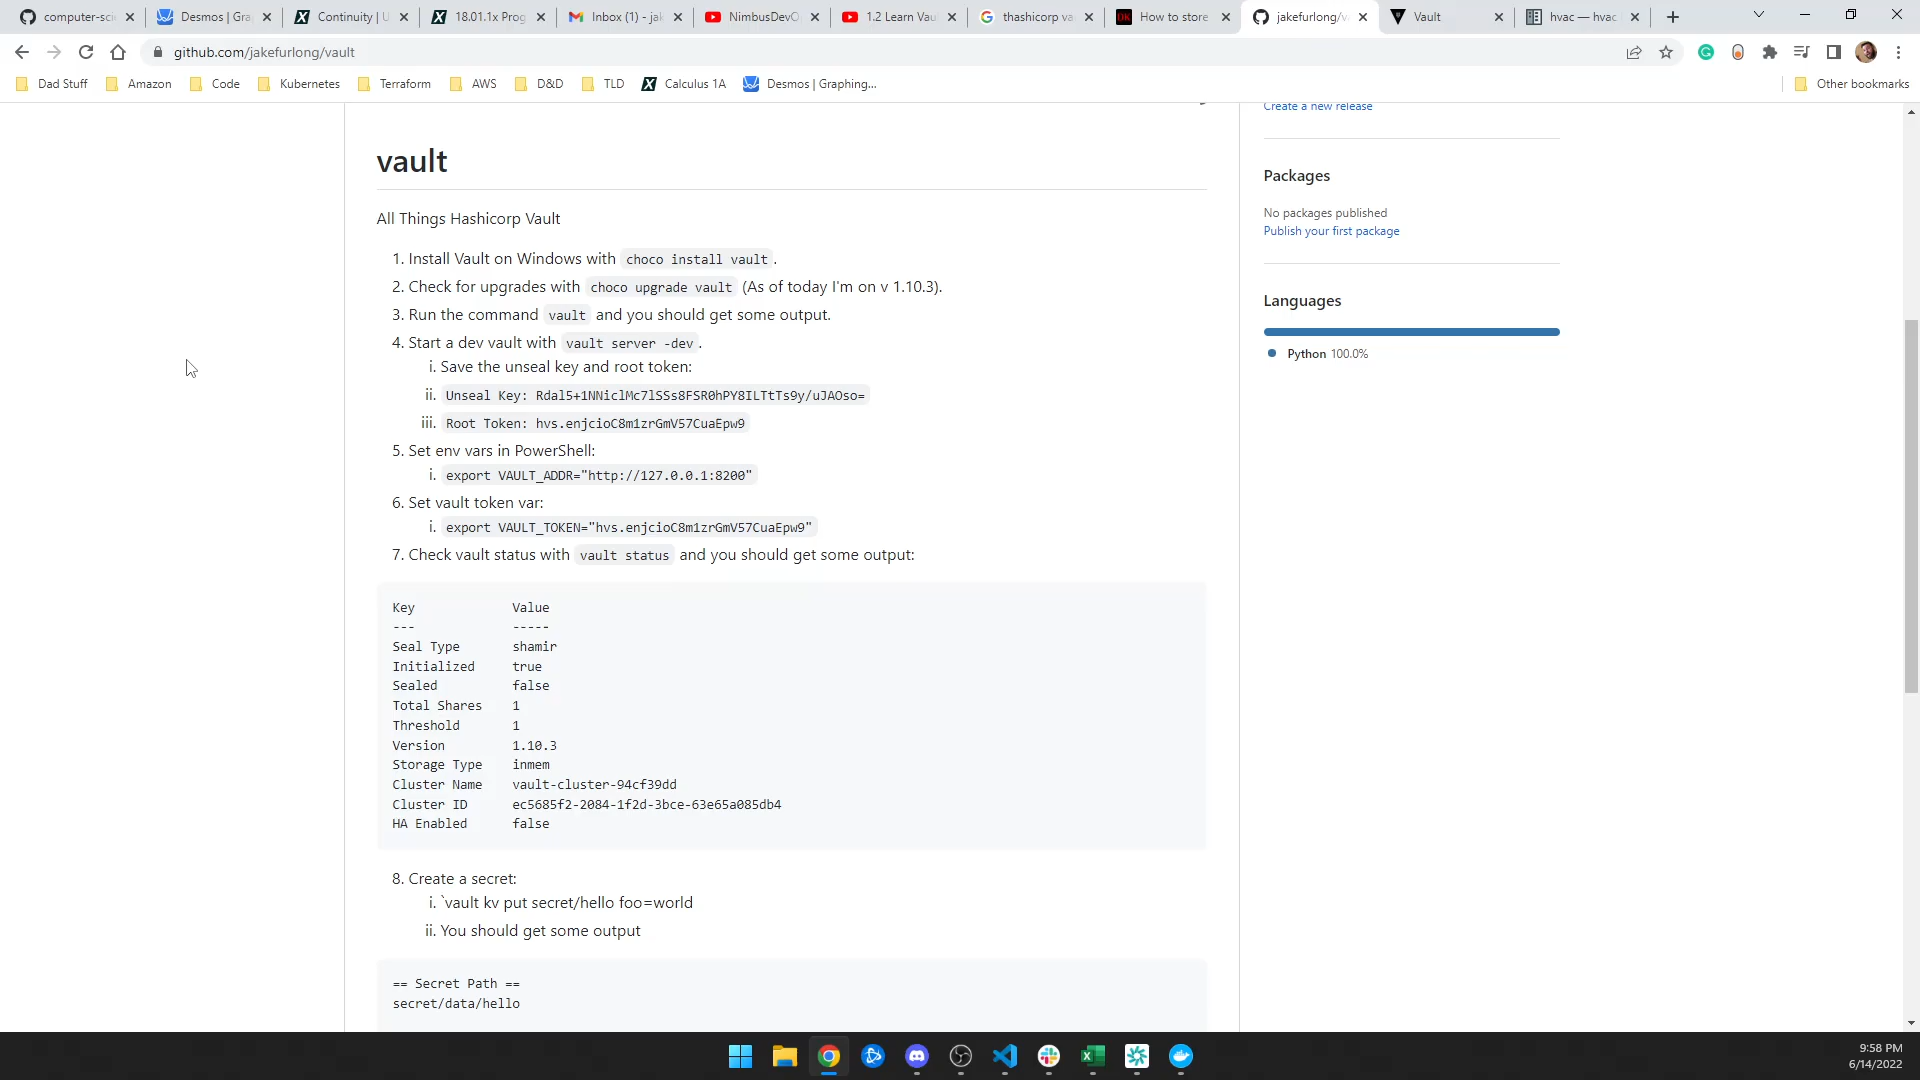 computer-sci
Desmos | Gra
Continuity | U
18.01.1x Prog
Inbox (1) - jak
NimbusDevO
1.2 Learn Vau
thashicorp va
How to store
jakefurlong/v
Vault
hvac — hvac
github.com/jakefurlong/vault
Dad Stuff
Amazon
Code
Kubernetes
Terraform
AWS
D&D
TLD
Calculus 1A
Desmos | Graphing...
Other bookmarks
Create a new release
vault
All Things Hashicorp Vault
1. Install Vault on Windows with choco install vault.
2. Check for upgrades with choco upgrade vault (As of today I'm on v 1.10.3).
3. Run the command vault and you should get some output.
4. Start a dev vault with vault server -dev.
i. Save the unseal key and root token:
ii. Unseal Key: Rdal5+1NNiclMc7lSSs8FSR0hPY8ILTtTs9y/uJAOso=
iii. Root Token: hvs.enjcioC8m1zrGmV57CuaEpw9
5. Set env vars in PowerShell:
i. export VAULT_ADDR="http://127.0.0.1:8200"
6. Set vault token var:
i. export VAULT_TOKEN="hvs.enjcioC8m1zrGmV57CuaEpw9"
7. Check vault status with vault status and you should get some output:
Key Value
--- -----
Seal Type shamir
Initialized true
Sealed false
Total Shares 1
Threshold 1
Version 1.10.3
Storage Type inmem
Cluster Name vault-cluster-94cf39dd
Cluster ID ec5685f2-2084-1f2d-3bce-63e65a085db4
HA Enabled false
8. Create a secret:
i. `vault kv put secret/hello foo=world
ii. You should get some output
== Secret Path ==
secret/data/hello
Packages
No packages published
Publish your first package
Languages
Python 100.0%
9:58 PM
6/14/2022